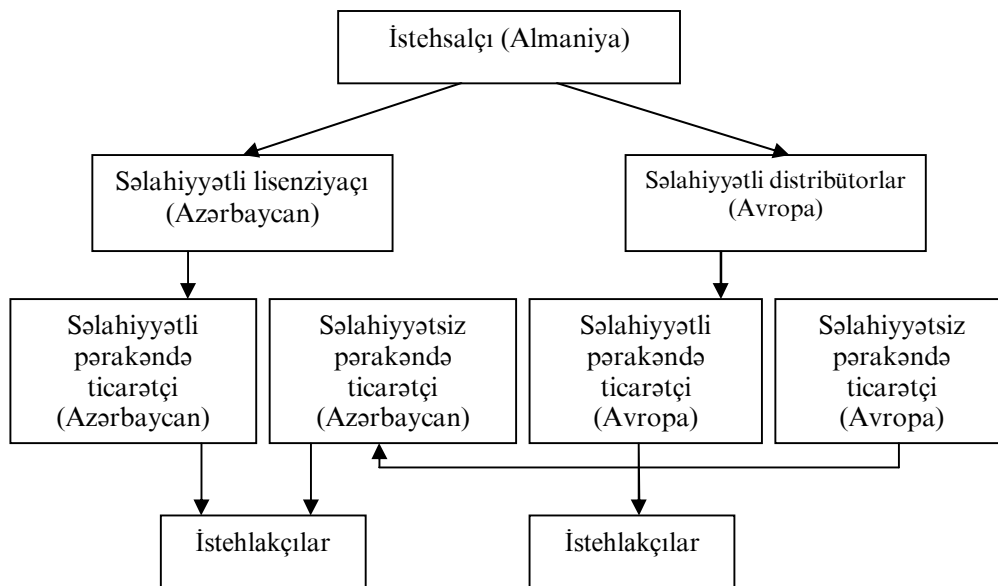 İstehsalçı (Almaniya)
Səlahiyyətli lisenziyaçı
(Azərbaycan)
Səlahiyyətli distribütorlar
(Avropa)
Səlahiyyətli
pərakəndə
ticarətçi
(Azərbaycan)
Səlahiyyətsiz
pərakəndə
ticarətçi
(Azərbaycan)
Səlahiyyətli
pərakəndə
ticarətçi
(Avropa)
Səlahiyyətsiz
pərakəndə
ticarətçi
(Avropa)
İstehlakçılar
İstehlakçılar